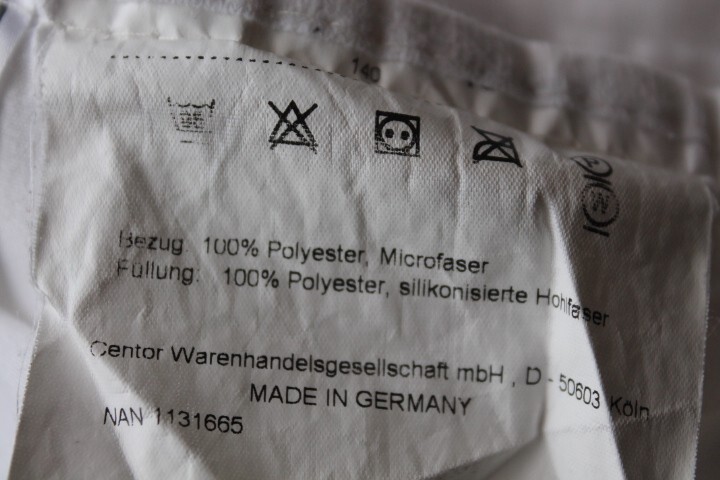 140
Bezug: 100% Polyester, Microfaser
Füllung: 100% Polyester, silikonisierte Hohlfaser
Centor Warenhandelsgesellschaft mbH , D - 50603 Köln
MADE IN GERMANY
NAN 1131665